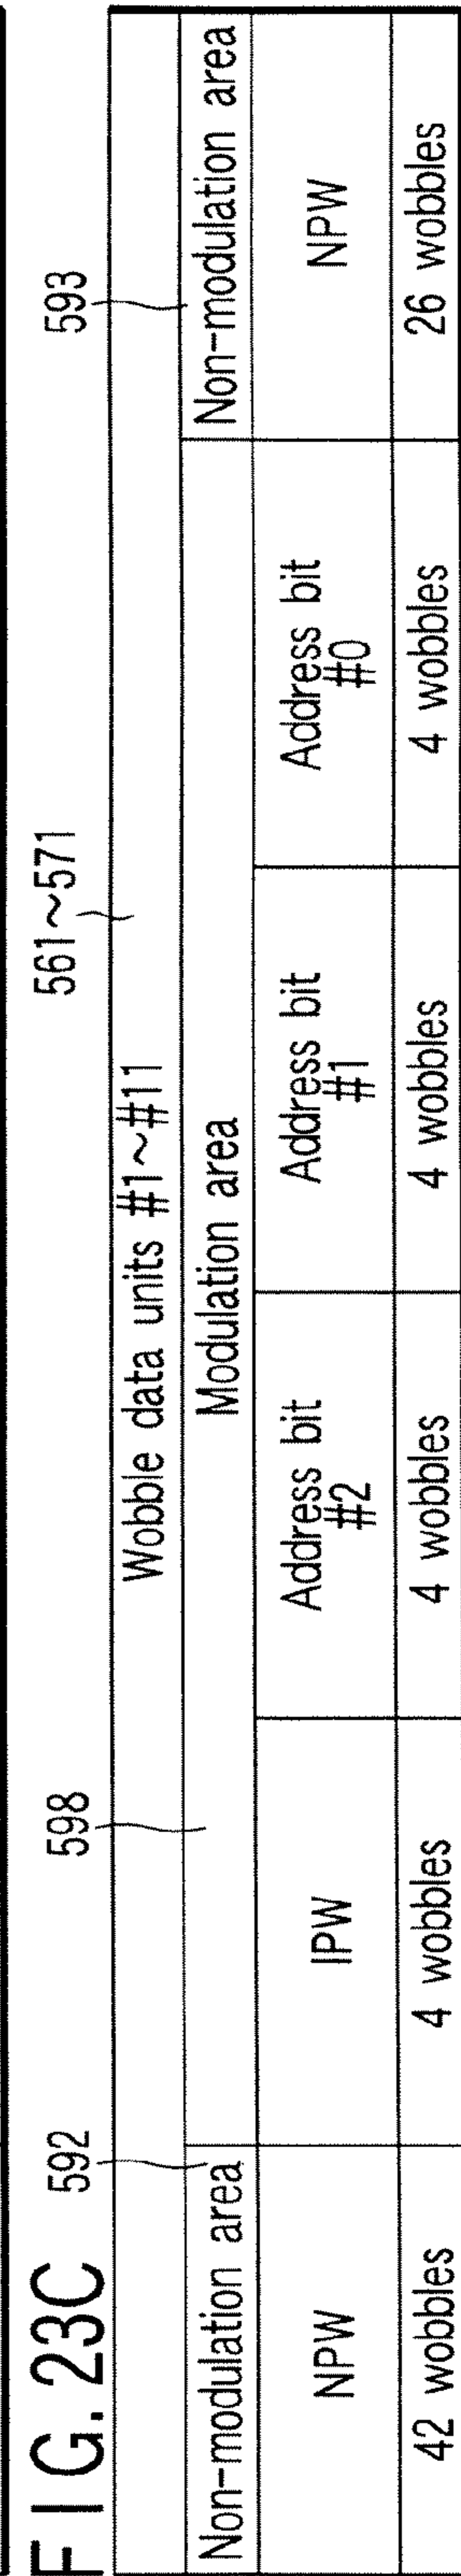 FIG. 23C
592
598
561~571
593
Wobble data units #1~#11
Non-modulation area
Modulation area
Non-modulation area
NPW
IPW
Address bit
#2
Address bit
#1
Address bit
#0
NPW
42 wobbles
4 wobbles
4 wobbles
4 wobbles
4 wobbles
26 wobbles